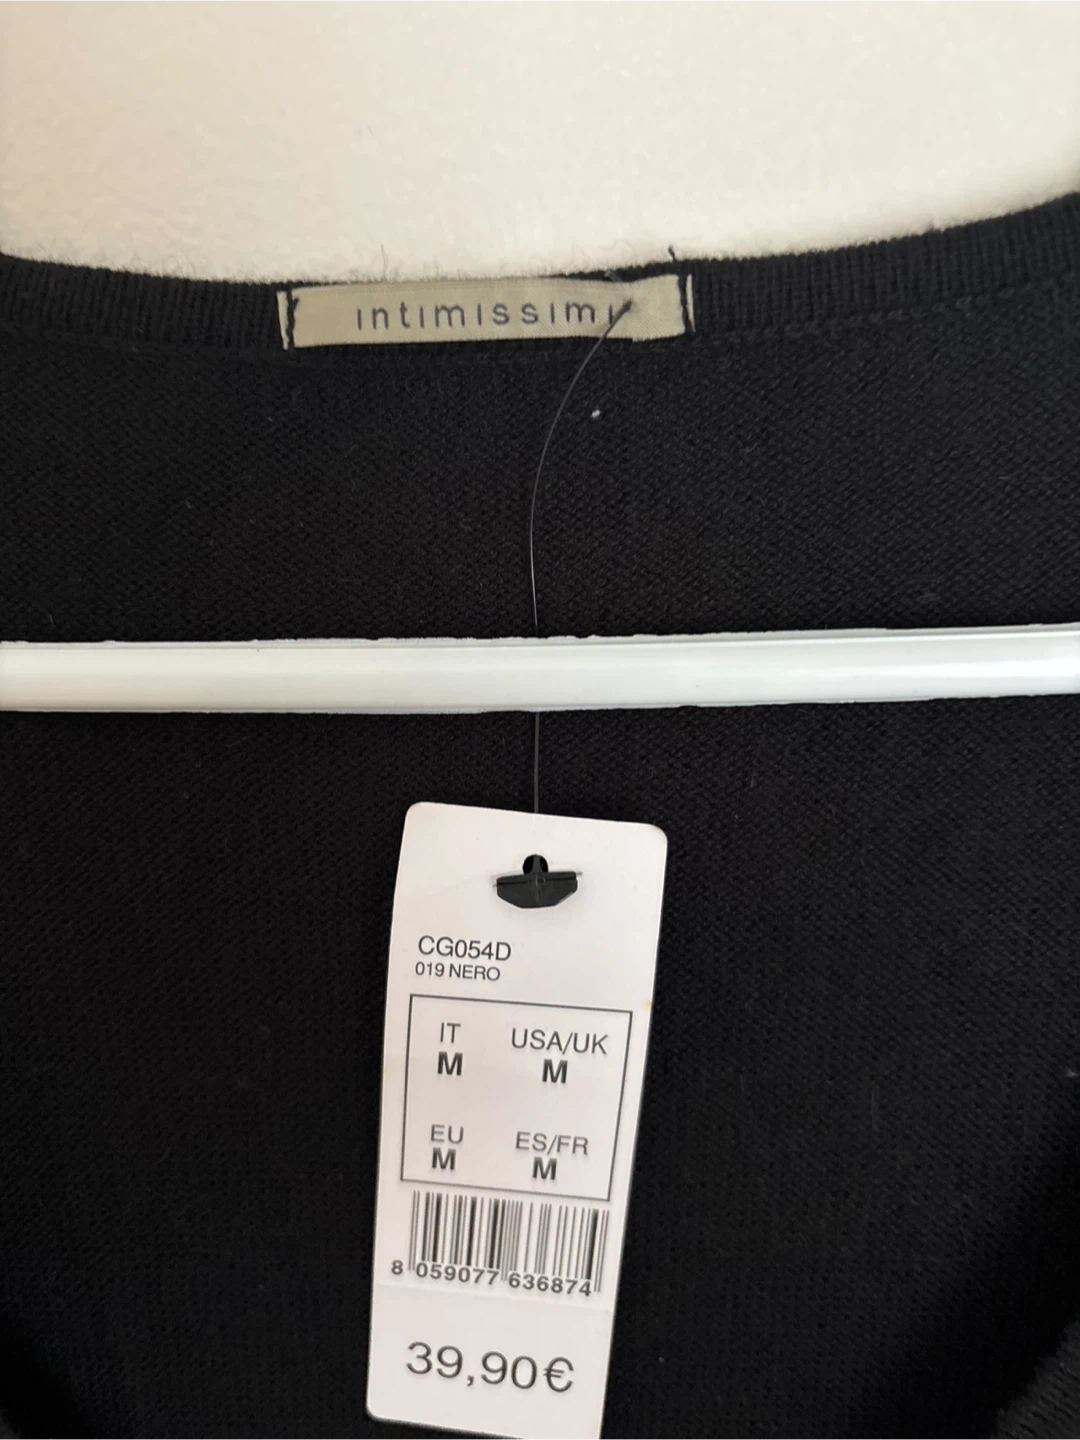 intimissimi
CG054D
019 NERO
IT USA/UK
M M
EU ES/FR
M M
8 059077 636874
39,90€